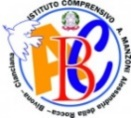 ISTITUTO COMPRENSIVO A. MANZONI Alessandria della Rocca - Bivona - Cianciana
ABC